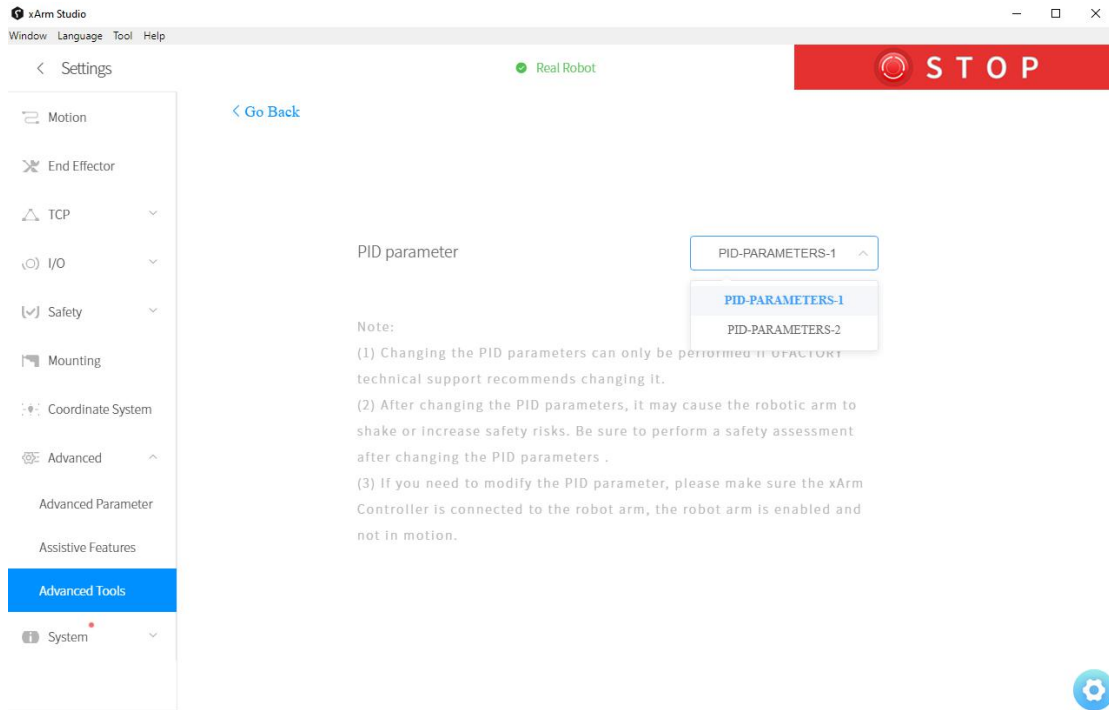 xArm Studio
Window Language Tool Help
Settings
Real Robot
STOP
Motion
End Effector
TCP
I/O
Safety
Mounting
Coordinate System
Advanced
Advanced Parameter
Assistive Features
Advanced Tools
System
< Go Back
PID parameter
PID-PARAMETERS-1
PID-PARAMETERS-1
PID-PARAMETERS-2
Note:
(1) Changing the PID parameters can only be performed if UFACTORY
technical support recommends changing it.
(2) After changing the PID parameters, it may cause the robotic arm to
shake or increase safety risks. Be sure to perform a safety assessment
after changing the PID parameters .
(3) If you need to modify the PID parameter, please make sure the xArm
Controller is connected to the robot arm, the robot arm is enabled and
not in motion.